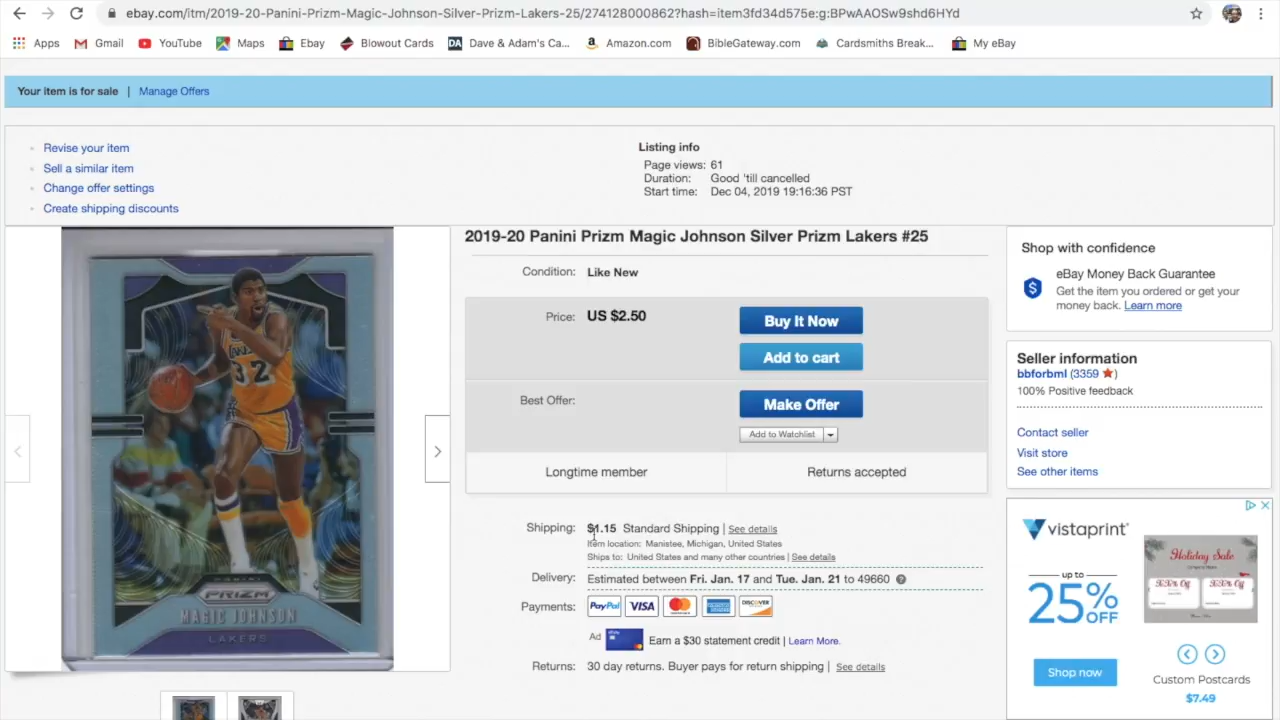 ebay.com/itm/2019-20-Panini-Prizm-Magic-Johnson-Silver-Prizm-Lakers-25/274128000862?hash=item3fd34d575e:g:BPwAAOSw9shd6HYd
Apps Gmail YouTube Maps Ebay Blowout Cards DA Dave & Adam's Ca... Amazon.com BibleGateway.com Cardsmiths Break... My eBay
Your item is for sale | Manage Offers
Revise your item
Sell a similar item
Change offer settings
Create shipping discounts
Listing info
Page views: 61
Duration: Good 'till cancelled
Start time: Dec 04, 2019 19:16:36 PST
LAKERS
32
PANINI
PRIZM
MAGIC JOHNSON
LAKERS
2019-20 Panini Prizm Magic Johnson Silver Prizm Lakers #25
Condition: Like New
Price: US $2.50
Buy It Now
Add to cart
Best Offer:
Make Offer
Add to Watchlist
Longtime member Returns accepted
Shipping: $1.15 Standard Shipping | See details
Item location: Manistee, Michigan, United States
Ships to: United States and many other countries | See details
Delivery: Estimated between Fri. Jan. 17 and Tue. Jan. 21 to 49660 ?
Payments: PayPal VISA MasterCard DISCOVER
Ad Earn a $30 statement credit | Learn More.
Returns: 30 day returns. Buyer pays for return shipping | See details
Shop with confidence
eBay Money Back Guarantee
Get the item you ordered or get your
money back. Learn more
Seller information
bbforbml (3359 ★)
100% Positive feedback
Contact seller
Visit store
See other items
vistaprint
up to
25% OFF
Shop now
Holiday Sale
Custom Postcards
$7.49